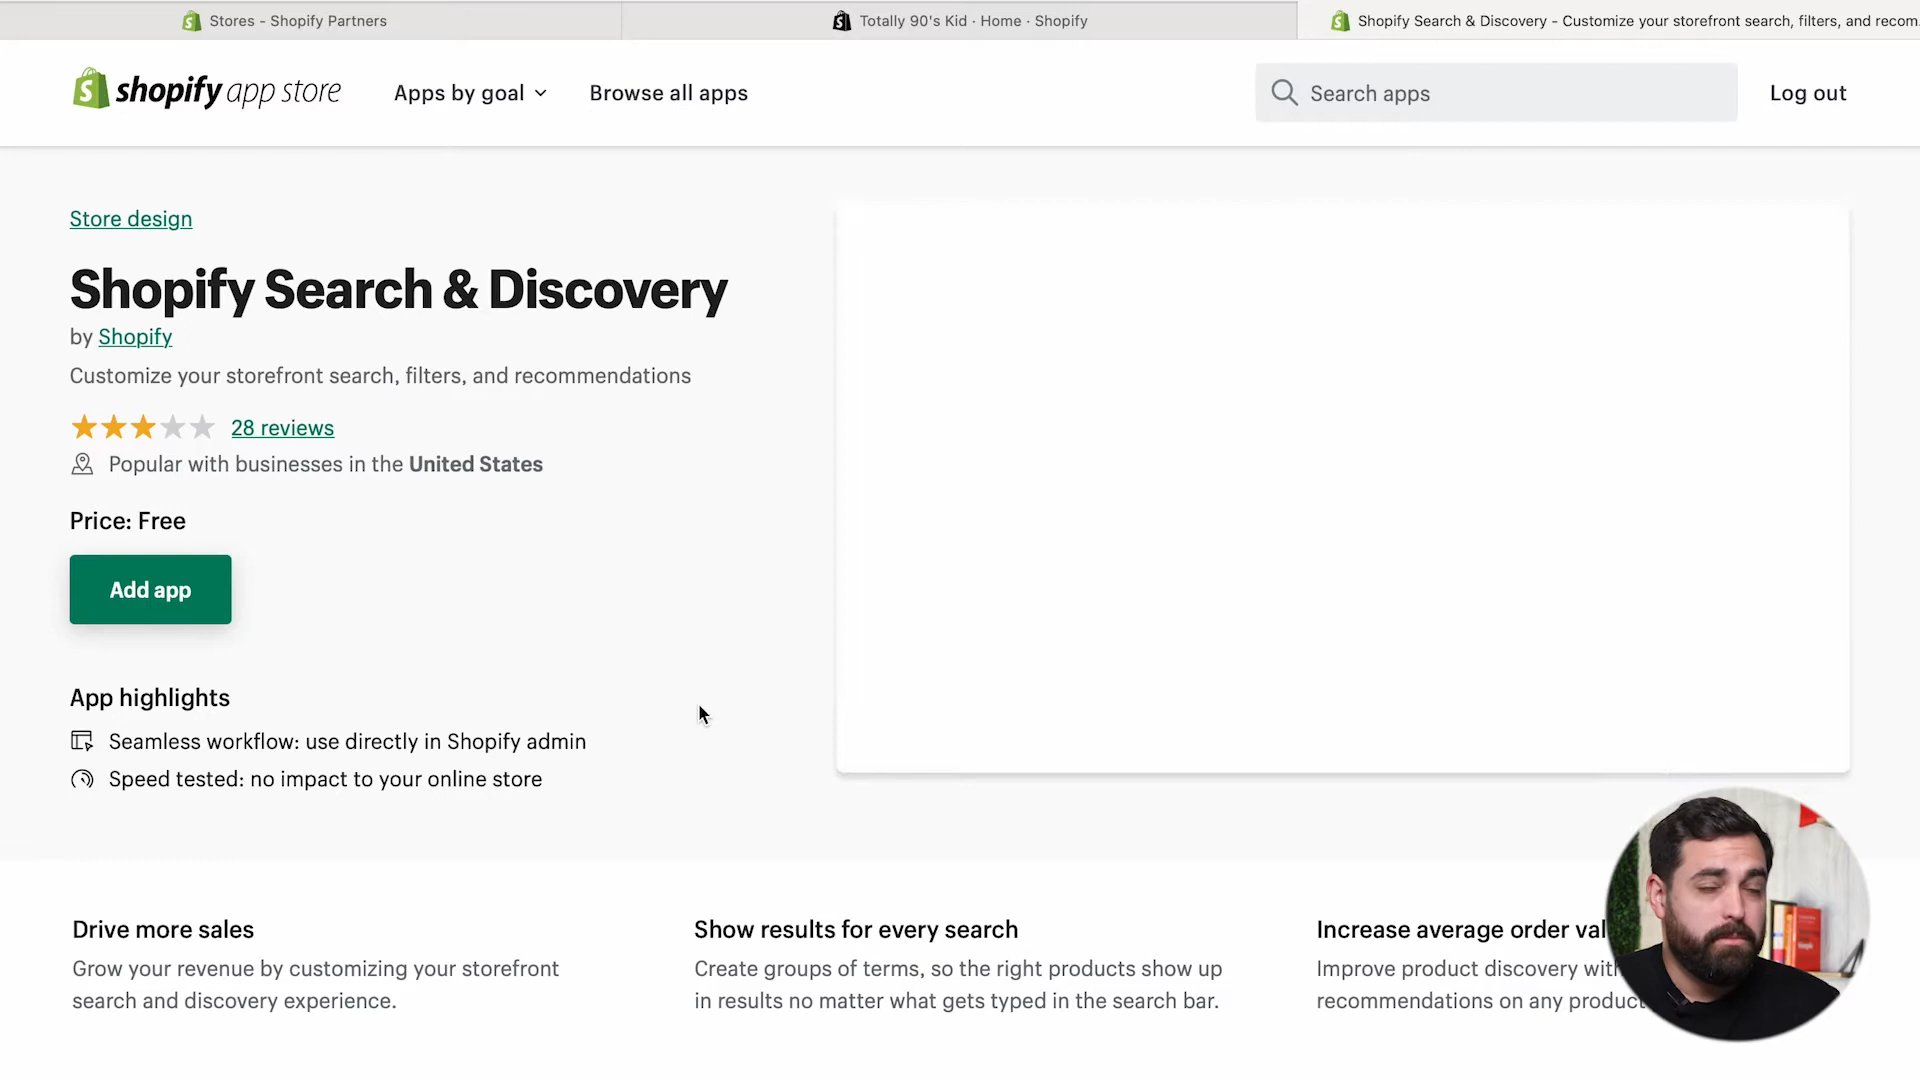 Stores - Shopify Partners
Totally 90's Kid · Home · Shopify
Shopify Search & Discovery - Customize your storefront search, filters, and recom
shopify app store
Apps by goal
Browse all apps
Search apps
Log out
Store design
Shopify Search & Discovery
by Shopify
Customize your storefront search, filters, and recommendations
28 reviews
Popular with businesses in the United States
Price: Free
Add app
App highlights
Seamless workflow: use directly in Shopify admin
Speed tested: no impact to your online store
Drive more sales
Grow your revenue by customizing your storefront
search and discovery experience.
Show results for every search
Create groups of terms, so the right products show up
in results no matter what gets typed in the search bar.
Increase average order val
Improve product discovery with
recommendations on any product